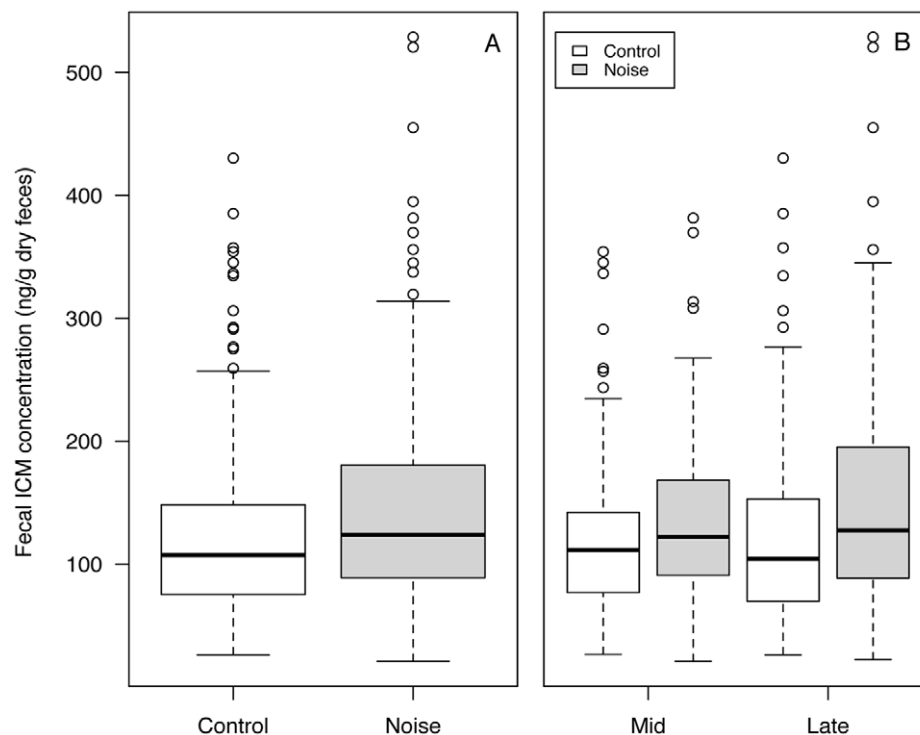 A
B
Control
Noise
500
400
300
200
100
Fecal ICM concentration (ng/g dry feces)
Control
Noise
Mid
Late